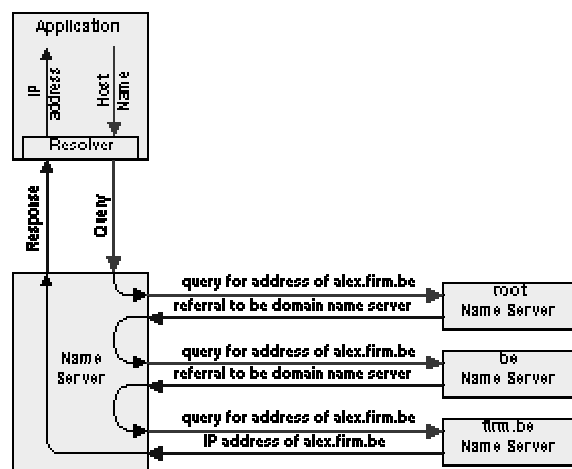 Application
IP
address
Host
Name
Resolver
Response
Query
query for address of alex.firm.be
root
Name Server
referral to be domain name server
Name
Server
query for address of alex.firm.be
be
Name Server
referral to be domain name server
query for address of alex.firm.be
firm.be
Name Server
IP address of alex.firm.be